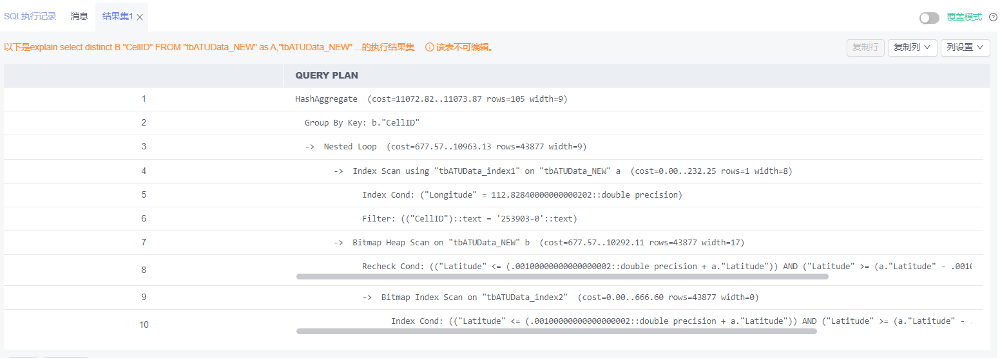 SQL执行记录 消息 结果集1 覆盖模式
以下是explain select distinct B."CellID" FROM "tbATUData_NEW" as A,"tbATUData_NEW" ...的执行结果集 该表不可编辑。 复制行 复制列 列设置
QUERY PLAN
1 HashAggregate (cost=11072.82..11073.87 rows=105 width=9)
2 Group By Key: b."CellID"
3 -> Nested Loop (cost=677.57..10963.13 rows=43877 width=9)
4 -> Index Scan using "tbATUData_index1" on "tbATUData_NEW" a (cost=0.00..232.25 rows=1 width=8)
5 Index Cond: ("Longitude" = 112.82840000000000202::double precision)
6 Filter: (("CellID")::text = '253903-0'::text)
7 -> Bitmap Heap Scan on "tbATUData_NEW" b (cost=677.57..10292.11 rows=43877 width=17)
8 Recheck Cond: (("Latitude" <= (.00100000000000000002::double precision + a."Latitude")) AND ("Latitude" >= (a."Latitude" - .0010
9 -> Bitmap Index Scan on "tbATUData_index2" (cost=0.00..666.60 rows=43877 width=0)
10 Index Cond: (("Latitude" <= (.00100000000000000002::double precision + a."Latitude")) AND ("Latitude" >= (a."Latitude" - .